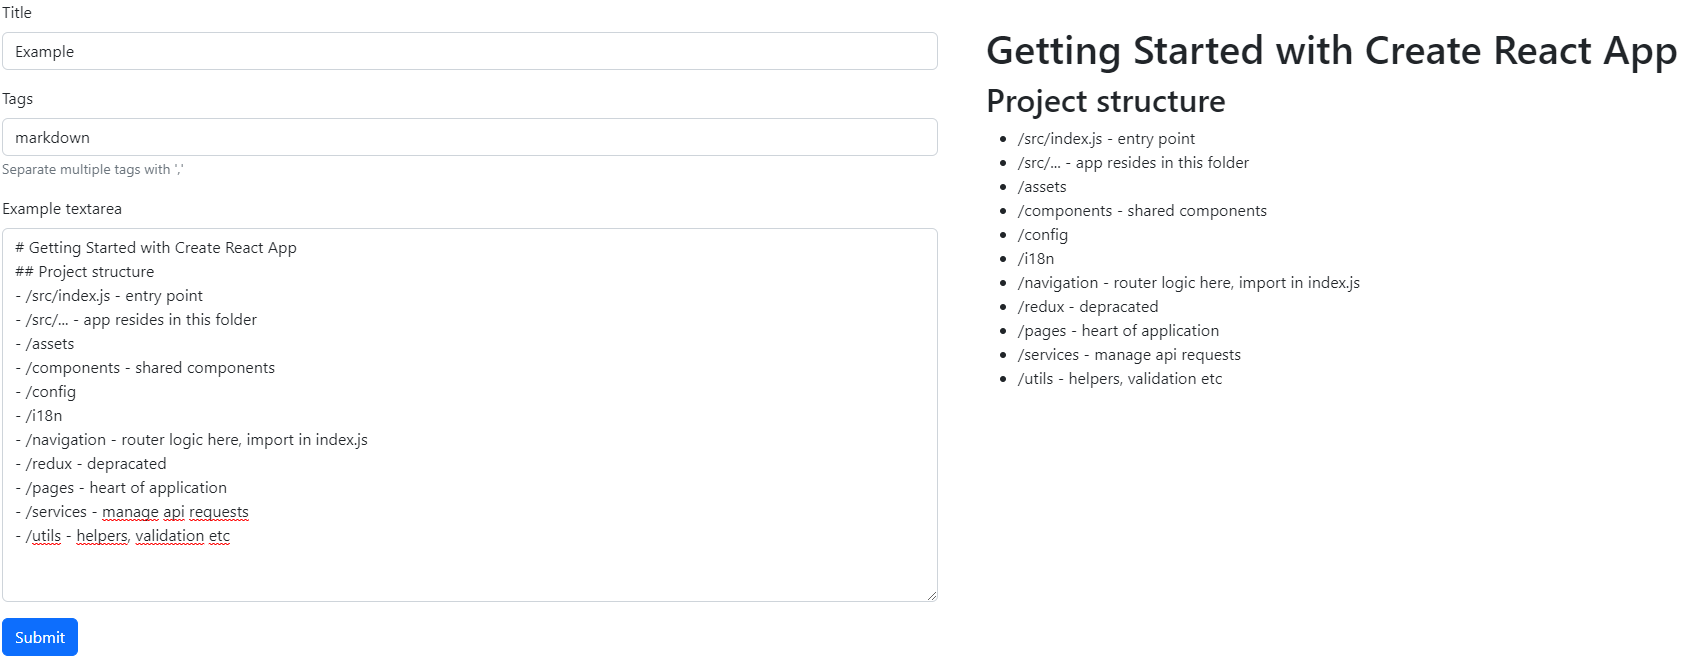 Title
Example
Tags
markdown
Separate multiple tags with ','
Example textarea
# Getting Started with Create React App
## Project structure
- /src/index.js - entry point
- /src/... - app resides in this folder
- /assets
- /components - shared components
- /config
- /i18n
- /navigation - router logic here, import in index.js
- /redux - depracated
- /pages - heart of application
- /services - manage api requests
- /utils - helpers, validation etc
Submit
Getting Started with Create React App
Project structure
• /src/index.js - entry point
• /src/... - app resides in this folder
• /assets
• /components - shared components
• /config
• /i18n
• /navigation - router logic here, import in index.js
• /redux - depracated
• /pages - heart of application
• /services - manage api requests
• /utils - helpers, validation etc